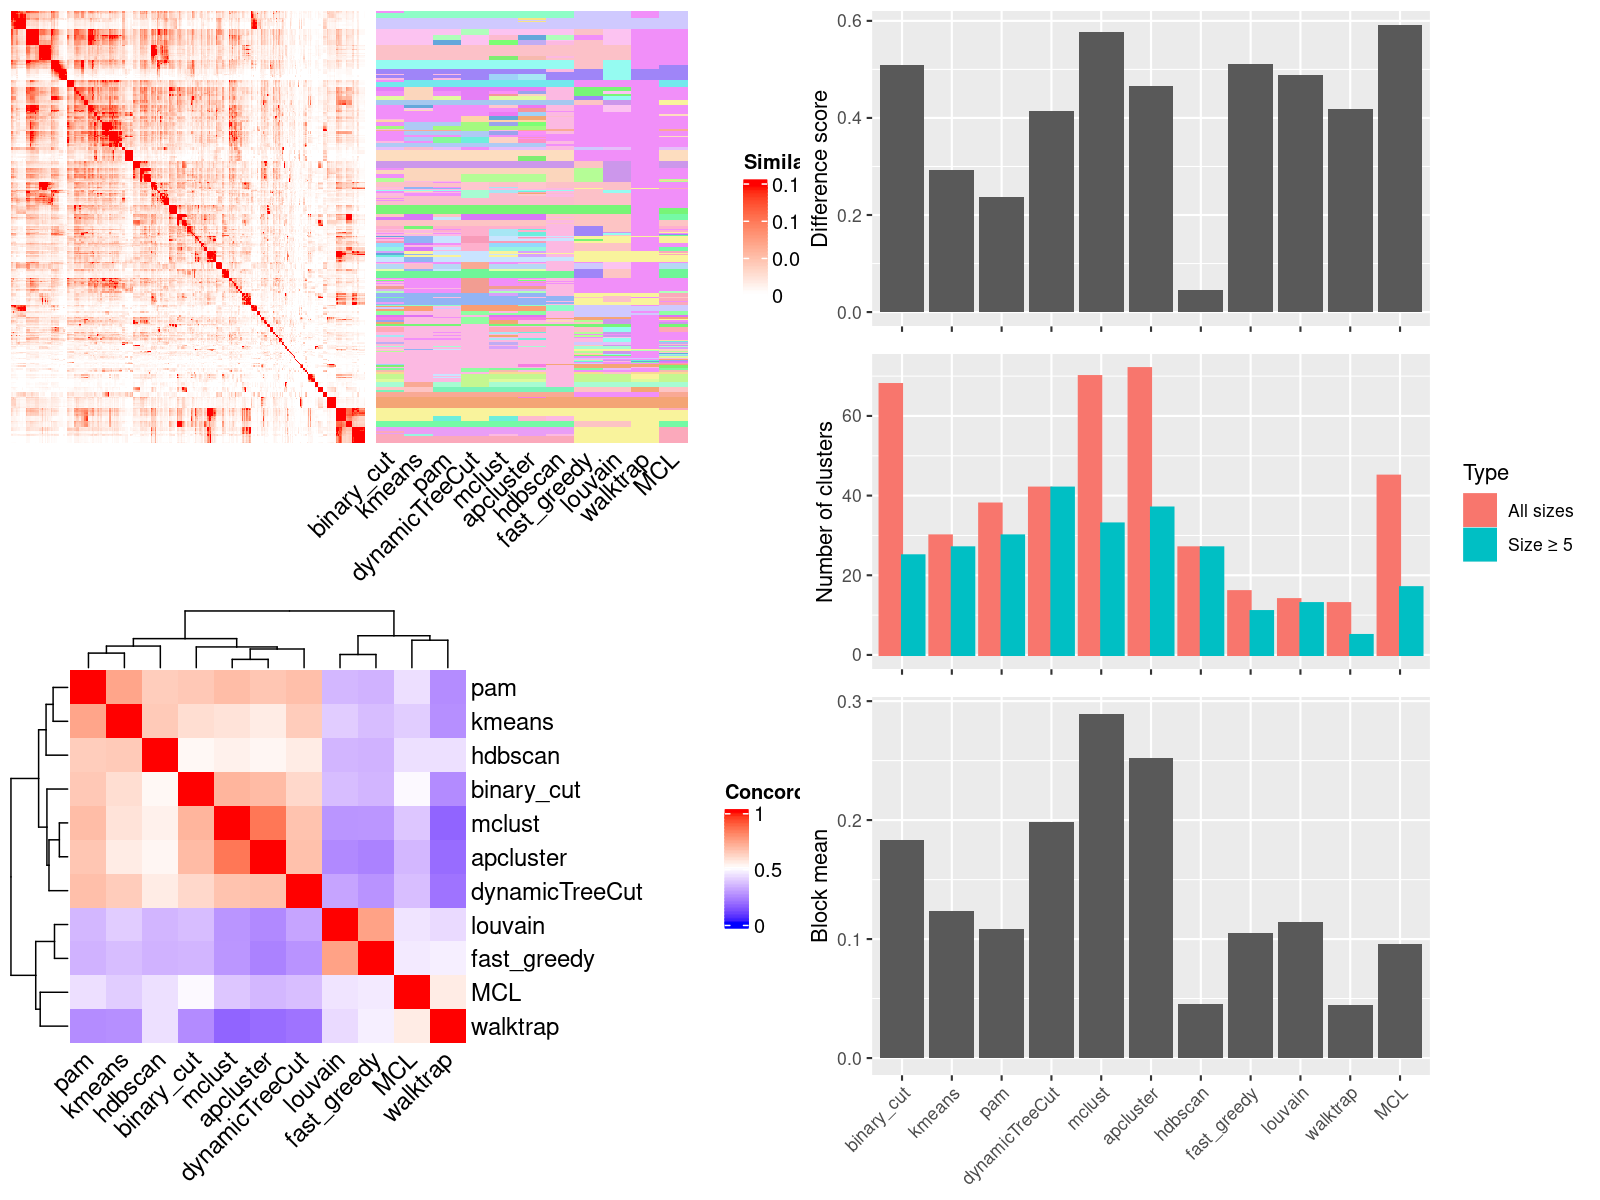 Simila
0.1
0.1
0.0
0
binary_cut
kmeans
pam
dynamicTreeCut
mclust
apcluster
hdbscan
fast_greedy
louvain
walktrap
MCL
pam
kmeans
hdbscan
binary_cut
mclust
apcluster
dynamicTreeCut
louvain
fast_greedy
MCL
walktrap
pam
kmeans
hdbscan
binary_cut
mclust
apcluster
dynamicTreeCut
louvain
fast_greedy
MCL
walktrap
Concord
1
0.5
0
Difference score
0.6
0.4
0.2
0.0
Number of clusters
60
40
20
0
Type
All sizes
Size ≥ 5
Block mean
0.3
0.2
0.1
0.0
binary_cut
kmeans
pam
dynamicTreeCut
mclust
apcluster
hdbscan
fast_greedy
louvain
walktrap
MCL